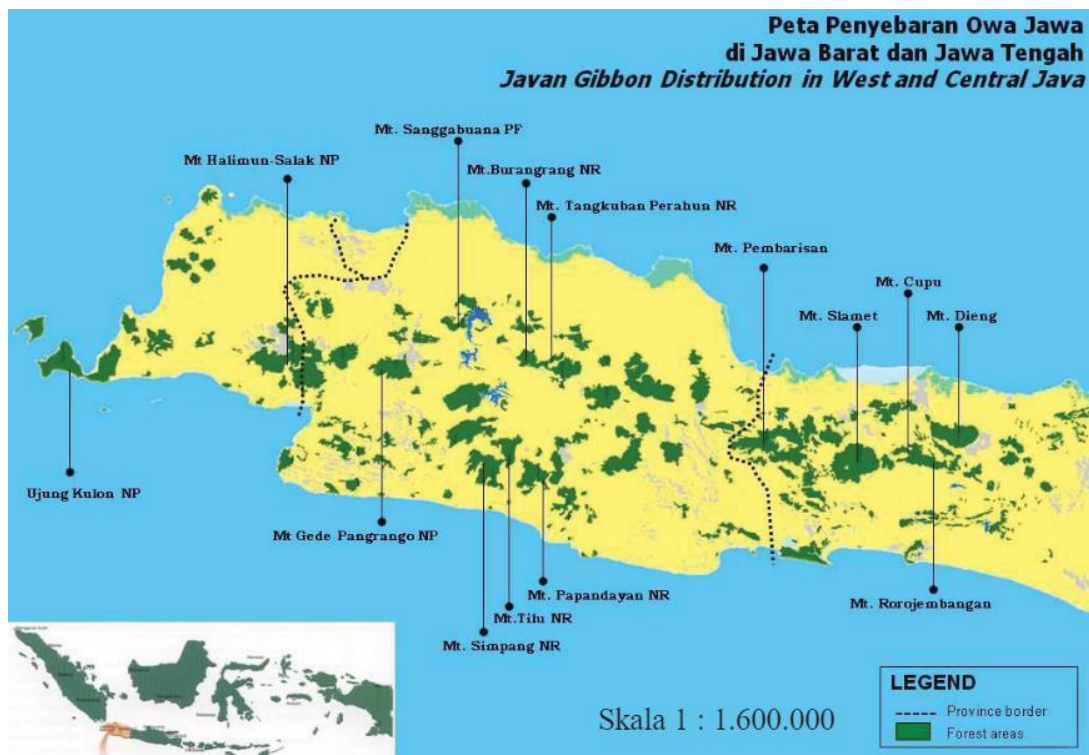 Peta Penyebaran Owa Jawa
di Jawa Barat dan Jawa Tengah
Javan Gibbon Distribution in West and Central Java
Mt. Sanggabuana PF
Mt Halimun-Salak NP
Mt.Burangrang NR
Mt. Tangkuban Perahun NR
Mt. Pembarisan
Mt. Cupu
Mt. Slamet
Mt. Dieng
Ujung Kulon NP
Mt Gede Pangrango NP
Mt. Papandayan NR
Mt.Tilu NR
Mt. Simpang NR
Mt. Rorojembangan
Skala 1 : 1.600.000
LEGEND
Province border
Forest areas